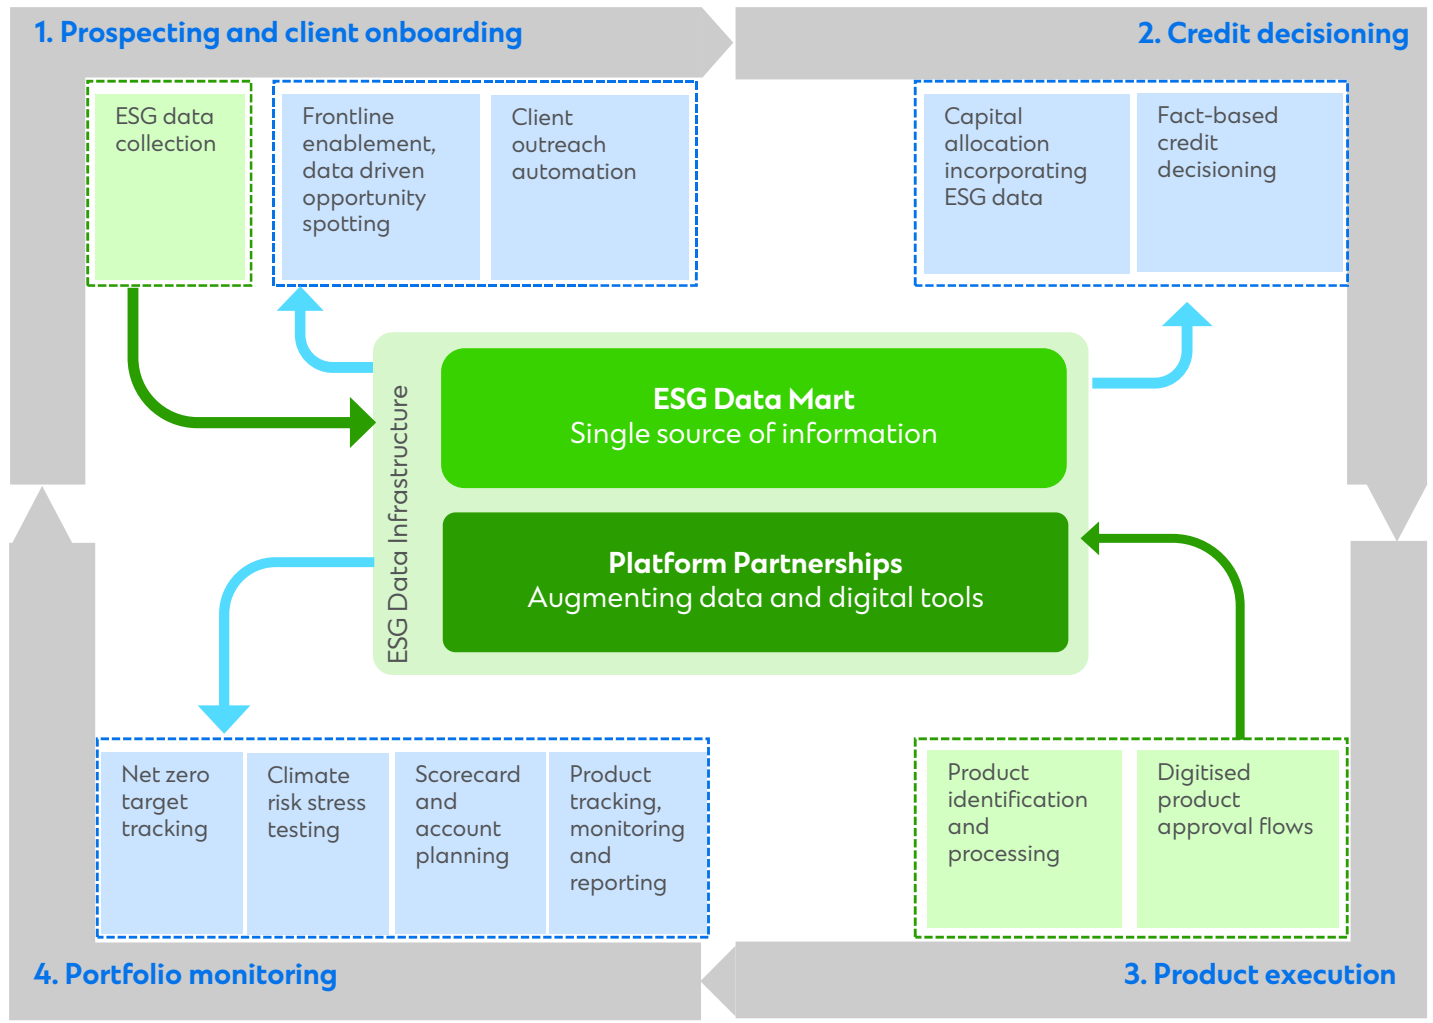 1. Prospecting and client onboarding
2. Credit decisioning
ESG data
collection
Frontline
enablement,
data driven
opportunity
spotting
Client
outreach
automation
Capital
allocation
incorporating
ESG data
Fact-based
credit
decisioning
ESG Data Infrastructure
ESG Data Mart
Single source of information
Platform Partnerships
Augmenting data and digital tools
Net zero
target
tracking
Climate
risk stress
testing
Scorecard
and
account
planning
Product
tracking,
monitoring
and
reporting
Product
identification
and
processing
Digitised
product
approval flows
4. Portfolio monitoring
3. Product execution